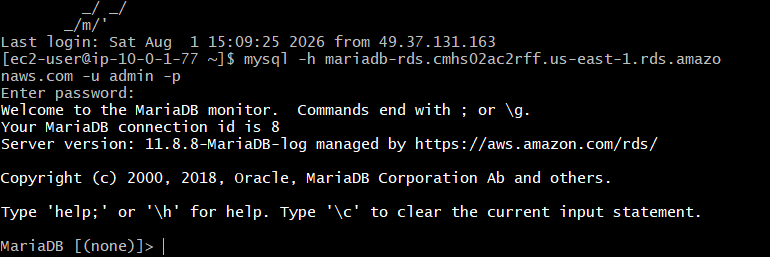 _/ _/
_/m/'
Last login: Sat Aug  1 15:09:25 2026 from 49.37.131.163
[ec2-user@ip-10-0-1-77 ~]$ mysql -h mariadb-rds.cmhs02ac2rff.us-east-1.rds.amazo
naws.com -u admin -p
Enter password:
Welcome to the MariaDB monitor.  Commands end with ; or \g.
Your MariaDB connection id is 8
Server version: 11.8.8-MariaDB-log managed by https://aws.amazon.com/rds/

Copyright (c) 2000, 2018, Oracle, MariaDB Corporation Ab and others.

Type 'help;' or '\h' for help. Type '\c' to clear the current input statement.

MariaDB [(none)]>